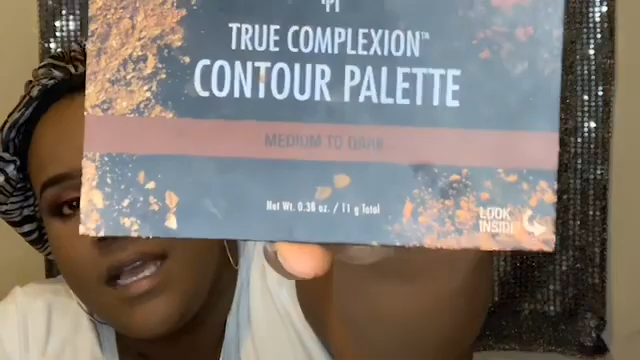 TRUE COMPLEXION™
CONTOUR PALETTE
MEDIUM TO DARK
Net Wt. 0.38 oz. / 11 g Total
LOOK
INSIDE